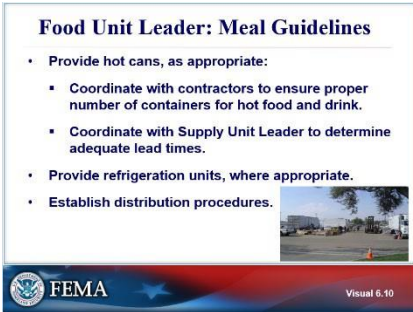 Food Unit Leader: Meal Guidelines
• Provide hot cans, as appropriate:
▪ Coordinate with contractors to ensure proper
number of containers for hot food and drink.
▪ Coordinate with Supply Unit Leader to determine
adequate lead times.
• Provide refrigeration units, where appropriate.
• Establish distribution procedures.
FEMA
Visual 6.10